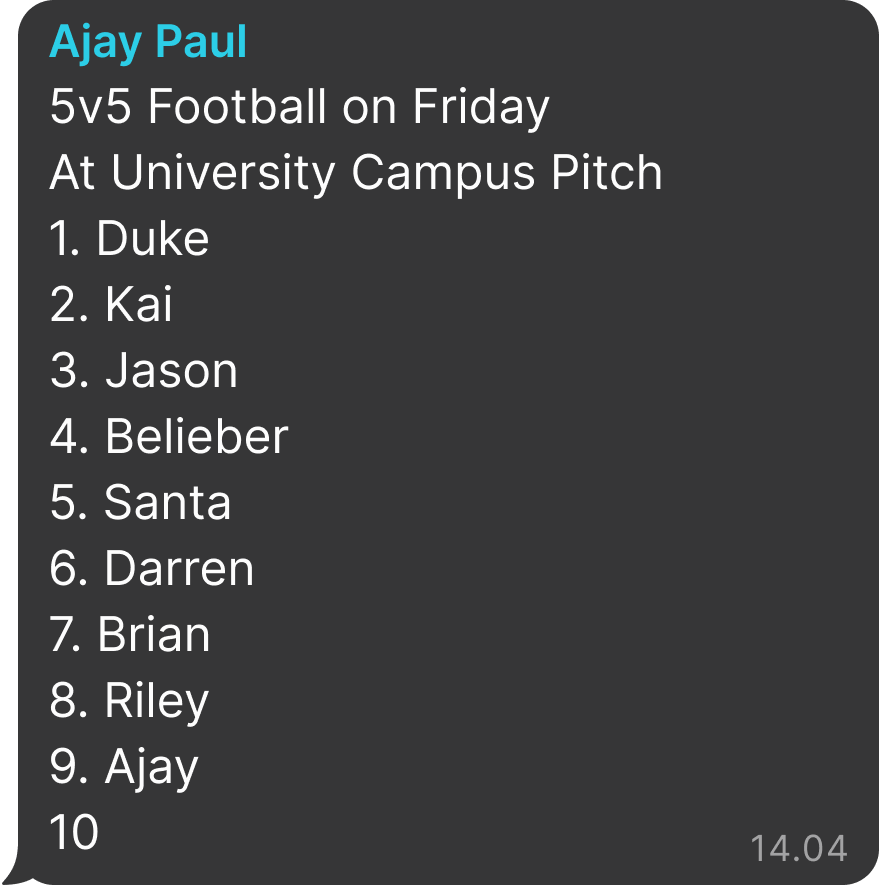 Ajay Paul
5v5 Football on Friday
At University Campus Pitch
1. Duke
2. Kai
3. Jason
4. Belieber
5. Santa
6. Darren
7. Brian
8. Riley
9. Ajay
10
14.04